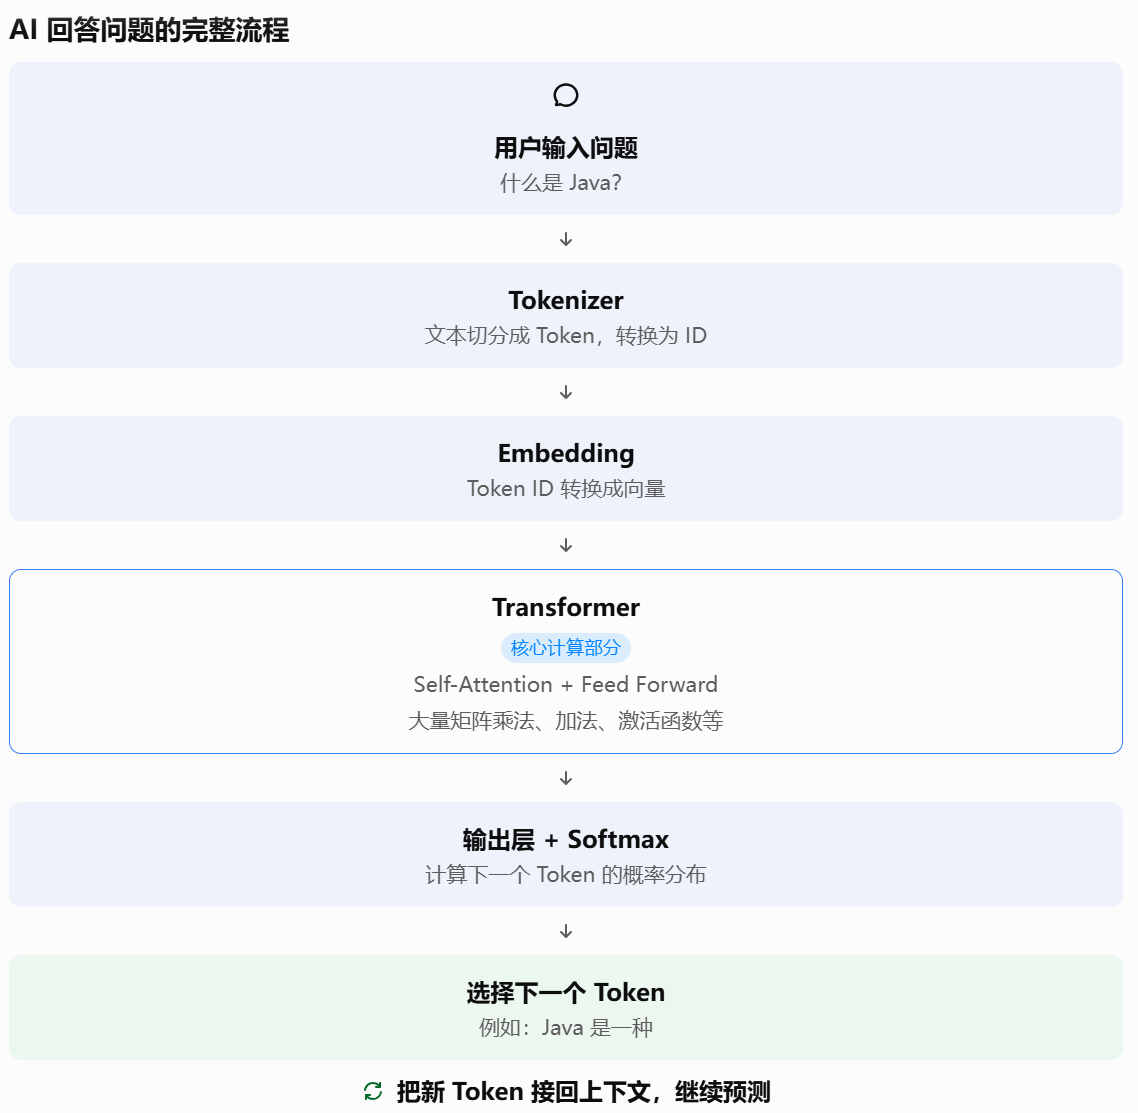 AI 回答问题的完整流程
用户输入问题
什么是 Java?
Tokenizer
文本切分成 Token，转换为 ID
Embedding
Token ID 转换成向量
Transformer
核心计算部分
Self-Attention + Feed Forward
大量矩阵乘法、加法、激活函数等
输出层 + Softmax
计算下一个 Token 的概率分布
选择下一个 Token
例如：Java 是一种
把新 Token 接回上下文，继续预测